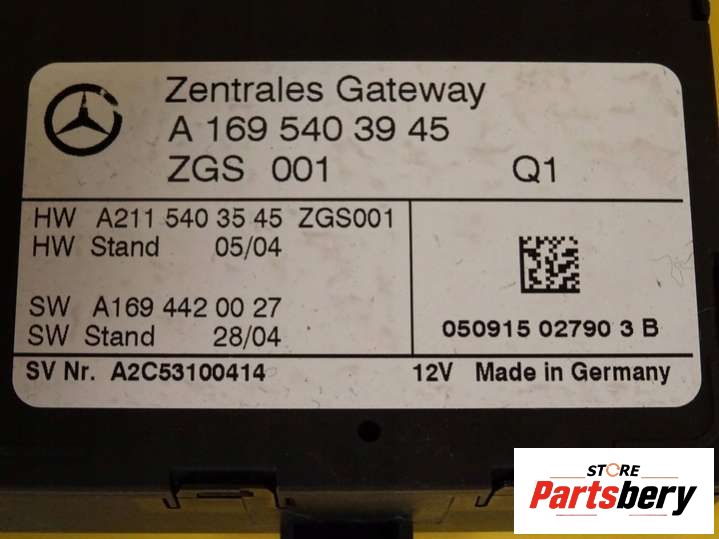 Zentrales Gateway
A 169 540 39 45
ZGS 001 Q1
HW A211 540 35 45 ZGS001
HW Stand 05/04
SW A169 442 00 27
SW Stand 28/04
050915 02790 3 B
SV Nr. A2C53100414
12V Made in Germany
STORE
Partsbery